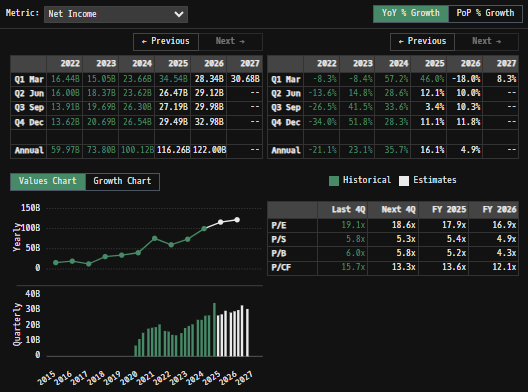 Metric: Net Income YoY % Growth PoP % Growth
← Previous Next →
← Previous Next →
2022 2023 2024 2025 2026 2027
Q1 Mar 16.44B 15.05B 23.66B 34.54B 28.34B 30.68B
Q2 Jun 16.00B 18.37B 23.62B 26.47B 29.12B --
Q3 Sep 13.91B 19.69B 26.30B 27.19B 29.98B --
Q4 Dec 13.62B 20.69B 26.54B 29.49B 32.98B --
Annual 59.97B 73.80B 100.12B 116.26B 122.00B --
2022 2023 2024 2025 2026 2027
Q1 Mar -8.3% -8.4% 57.2% 46.0% -18.0% 8.3%
Q2 Jun -13.6% 14.8% 28.6% 12.1% 10.0% --
Q3 Sep -26.5% 41.5% 33.6% 3.4% 10.3% --
Q4 Dec -34.0% 51.8% 28.3% 11.1% 11.8% --
Annual -21.1% 23.1% 35.7% 16.1% 4.9% --
Values Chart Growth Chart
Historical Estimates
Yearly
150B
100B
50B
0
Quarterly
40B
30B
20B
10B
0
2015 2016 2017 2018 2019 2020 2021 2022 2023 2024 2025 2026 2027
Last 4Q Next 4Q FY 2025 FY 2026
P/E 19.1x 18.6x 17.9x 16.9x
P/S 5.8x 5.3x 5.4x 4.9x
P/B 6.0x 5.8x 5.2x 4.3x
P/CF 15.7x 13.3x 13.6x 12.1x